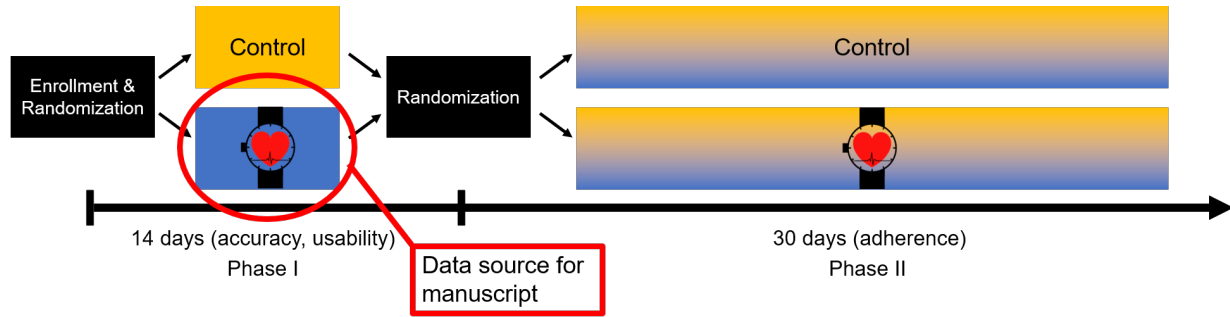 Control
Control
Enrollment &
Randomization
Randomization
14 days (accuracy, usability)
Phase I
30 days (adherence)
Phase II
Data source for
manuscript